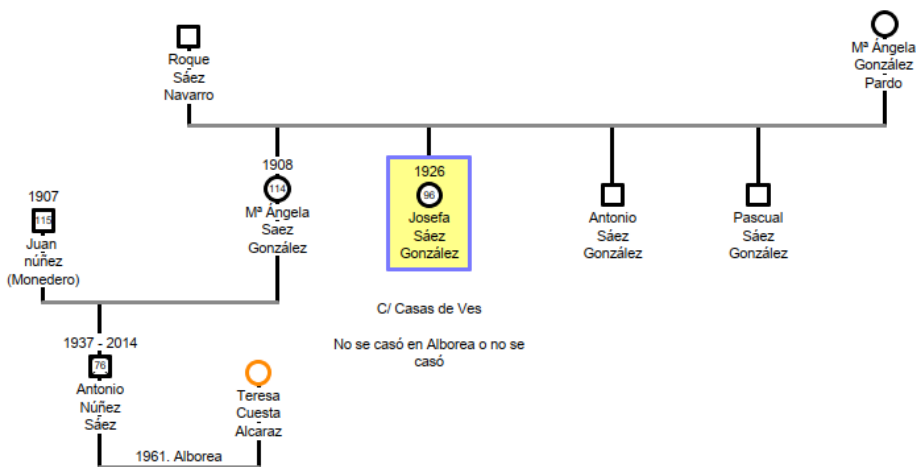 Roque
Sáez
Navarro
Mª Ángela
González
Pardo
1907
115
Juan
núñez
(Monedero)
1908
114
Mª Ángela
Saez
González
1926
96
Josefa
Sáez
González
Antonio
Sáez
González
Pascual
Sáez
González
C/ Casas de Ves
No se casó en Alborea o no se
casó
1937 - 2014
76
Antonio
Núñez
Sáez
Teresa
Cuesta
Alcaraz
1961. Alborea